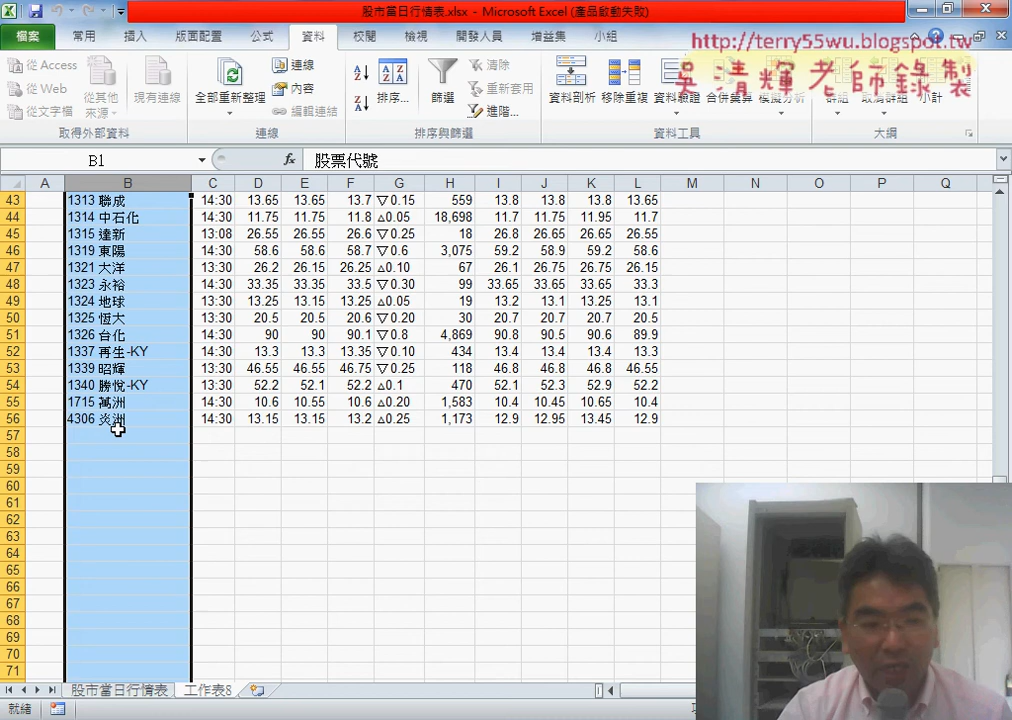 股市當日行情表.xlsx - Microsoft Excel (產品啟動失敗)
檔案 常用 插入 版面配置 公式 資料 校閱 檢視 開發人員 增益集 小組
http://terry55wu.blogspot.tw
吳清輝老師錄製
從 Access
從 Web
從文字檔
從其他來源
現有連線
全部重新整理
連線
內容
編輯連結
排序...
篩選
清除
重新套用
進階...
資料剖析 移除重複 資料驗證 合併彙算 模擬分析 群組 取消群組 小計
取得外部資料 連線 排序與篩選 資料工具 大綱
B1 fx 股票代號
A B C D E F G H I J K L M N O P Q
43 1313 聯成 14:30 13.65 13.65 13.7 ▽0.15 559 13.8 13.8 13.8 13.65
44 1314 中石化 14:30 11.75 11.75 11.8 △0.05 18,698 11.7 11.75 11.95 11.7
45 1315 達新 13:08 26.55 26.55 26.6 ▽0.25 18 26.8 26.65 26.65 26.55
46 1319 東陽 14:30 58.6 58.6 58.7 ▽0.6 3,075 59.2 58.9 59.2 58.6
47 1321 大洋 13:30 26.2 26.15 26.25 △0.10 67 26.1 26.75 26.75 26.15
48 1323 永裕 14:30 33.35 33.35 33.5 ▽0.30 99 33.65 33.65 33.65 33.3
49 1324 地球 13:30 13.25 13.15 13.25 △0.05 19 13.2 13.1 13.25 13.1
50 1325 恆大 13:30 20.5 20.5 20.6 ▽0.20 30 20.7 20.7 20.7 20.5
51 1326 台化 14:30 90 90 90.1 ▽0.8 4,869 90.8 90.5 90.6 89.9
52 1337 再生-KY 14:30 13.3 13.3 13.35 ▽0.10 434 13.4 13.4 13.4 13.3
53 1339 昭輝 13:30 46.55 46.55 46.75 ▽0.25 118 46.8 46.8 46.8 46.55
54 1340 勝悅-KY 13:30 52.2 52.1 52.2 △0.1 470 52.1 52.3 52.9 52.2
55 1715 萬洲 14:30 10.6 10.55 10.6 △0.20 1,583 10.4 10.45 10.65 10.4
56 4306 炎洲 14:30 13.15 13.15 13.2 △0.25 1,173 12.9 12.95 13.45 12.9
57
58
59
60
61
62
63
64
65
66
67
68
69
70
71
股市當日行情表 工作表8
就緒